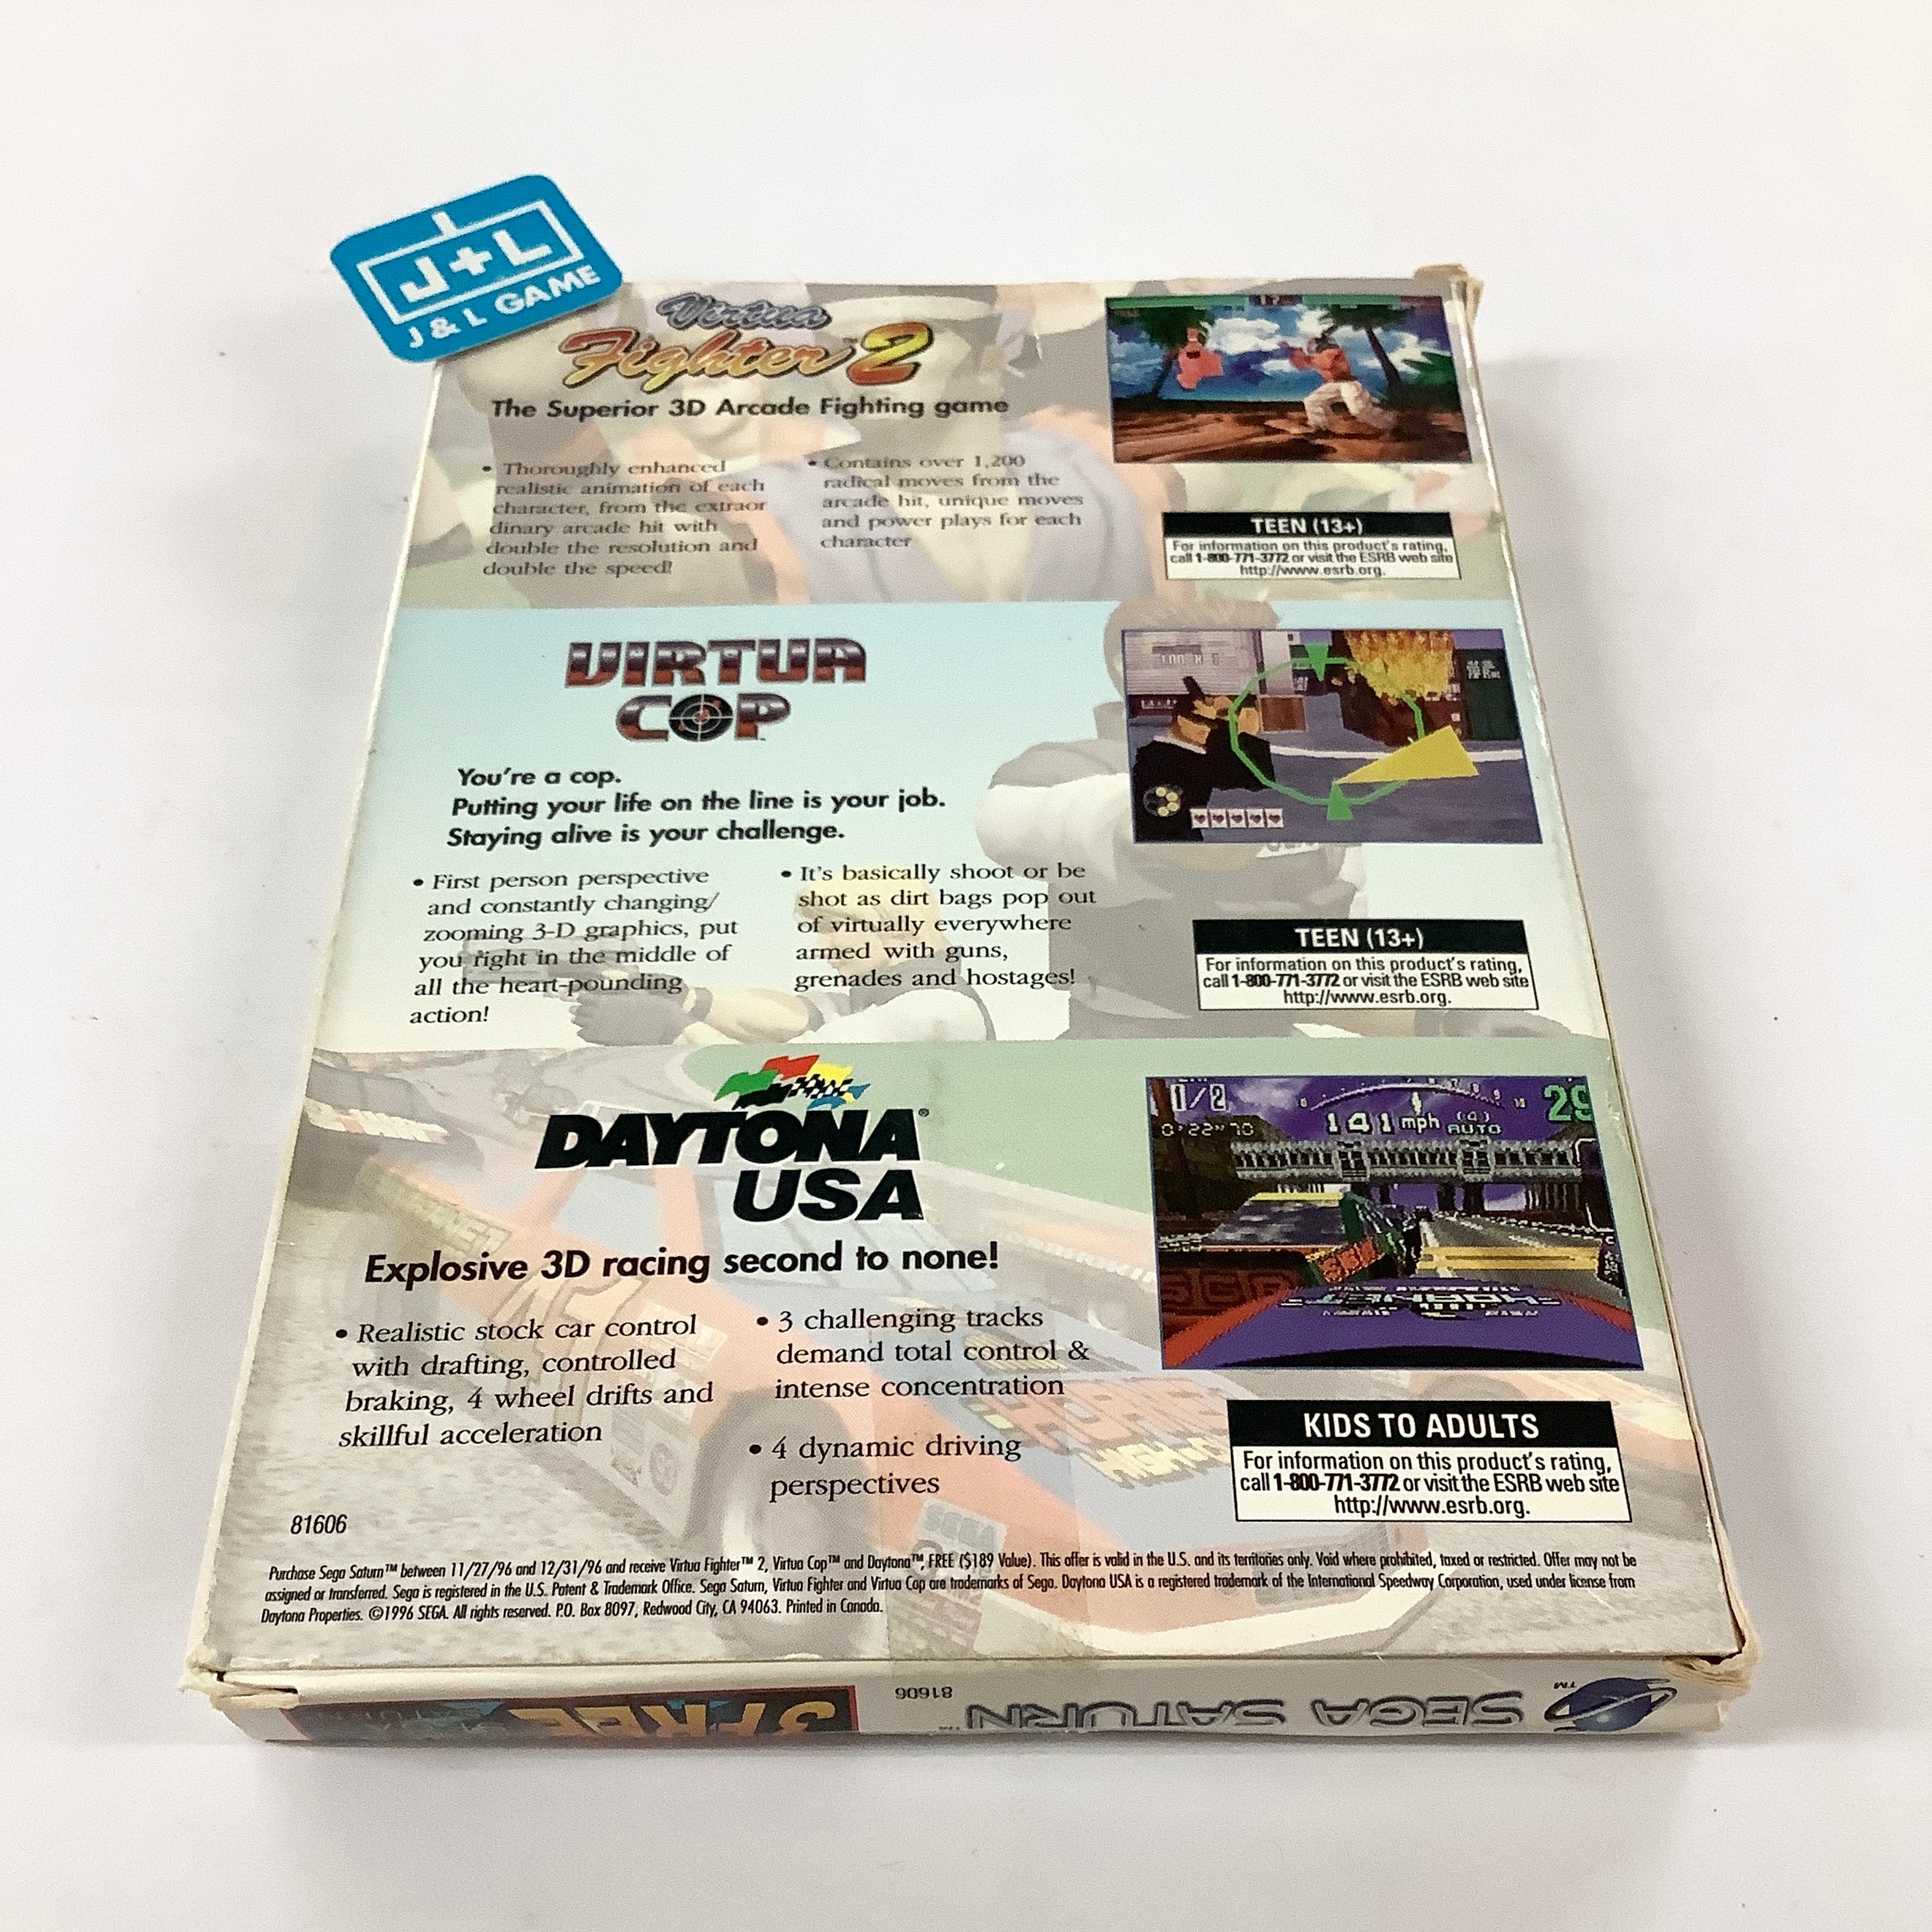 J+L
J & L GAME
Virtua
Fighter™ 2
The Superior 3D Arcade Fighting game
• Thoroughly enhanced
realistic animation of each
character, from the extraor
dinary arcade hit with
double the resolution and
double the speed!
• Contains over 1,200
radical moves from the
arcade hit, unique moves
and power plays for each
character
TEEN (13+)
For information on this product's rating,
call 1-800-771-3772 or visit the ESRB web site
http://www.esrb.org.
VIRTUA
COP™
You're a cop.
Putting your life on the line is your job.
Staying alive is your challenge.
• First person perspective
and constantly changing/
zooming 3-D graphics, put
you right in the middle of
all the heart-pounding
action!
• It's basically shoot or be
shot as dirt bags pop out
of virtually everywhere
armed with guns,
grenades and hostages!
TEEN (13+)
For information on this product's rating,
call 1-800-771-3772 or visit the ESRB web site
http://www.esrb.org.
DAYTONA®
USA
Explosive 3D racing second to none!
• Realistic stock car control
with drafting, controlled
braking, 4 wheel drifts and
skillful acceleration
• 3 challenging tracks
demand total control &
intense concentration
• 4 dynamic driving
perspectives
1/2
29
0'22"70
141 mph
(4)
AUTO
HORNET
KIDS TO ADULTS
For information on this product's rating,
call 1-800-771-3772 or visit the ESRB web site
http://www.esrb.org.
81606
Purchase Sega Saturn™ between 11/27/96 and 12/31/96 and receive Virtua Fighter™ 2, Virtua Cop™ and Daytona™, FREE ($189 Value). This offer is valid in the U.S. and its territories only. Void where prohibited, taxed or restricted. Offer may not be
assigned or transferred. Sega is registered in the U.S. Patent & Trademark Office. Sega Saturn, Virtua Fighter and Virtua Cop are trademarks of Sega. Daytona USA is a registered trademark of the International Speedway Corporation, used under license from
Daytona Properties. ©1996 SEGA. All rights reserved. P.O. Box 8097, Redwood City, CA 94063. Printed in Canada.
SEGA SATURN™
81606
3 FREE